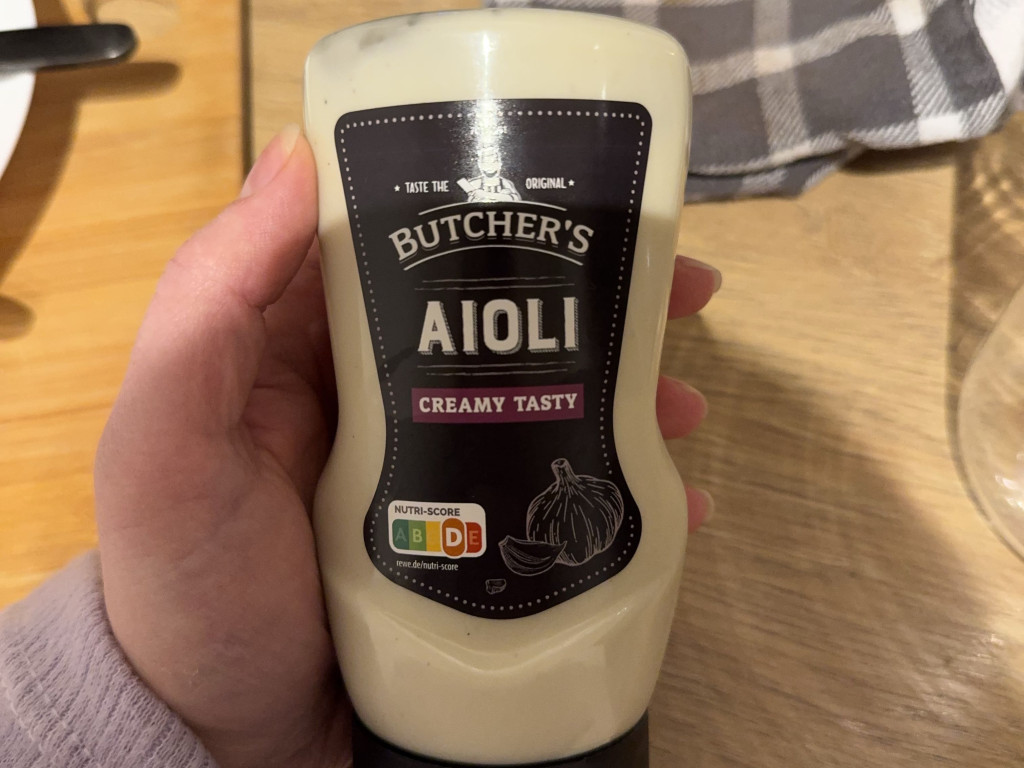 ★ TASTE THE ORIGINAL ★
BUTCHER'S
AIOLI
CREAMY TASTY
NUTRI-SCORE
A B C D E
rewe.de/nutri-score